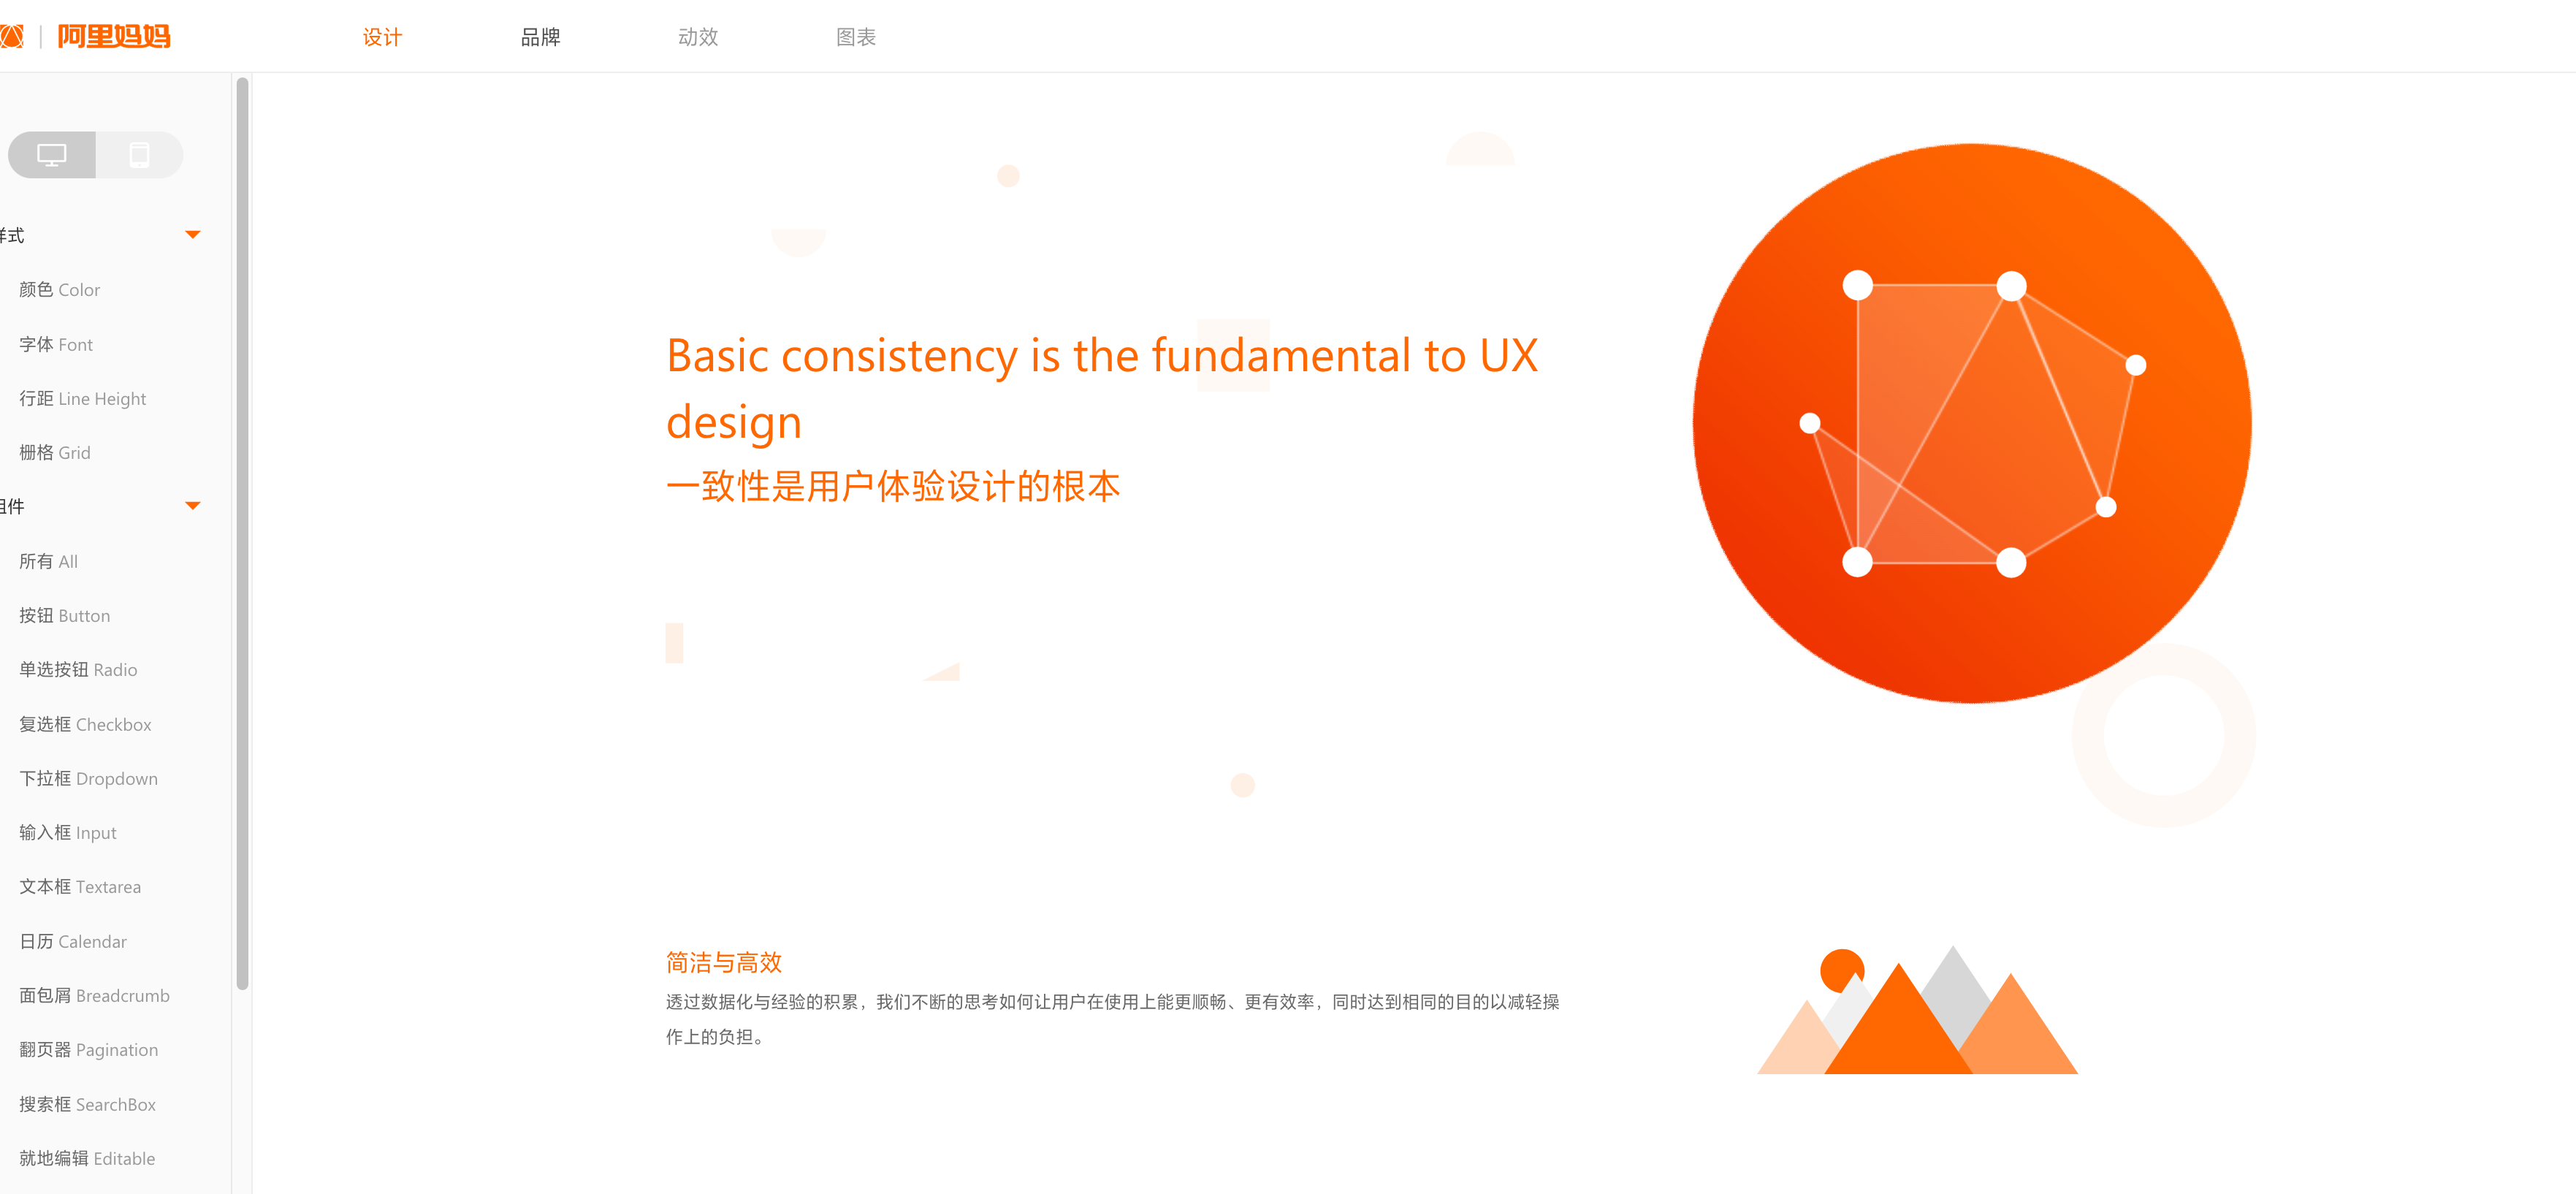 阿里妈妈
设计 品牌 动效 图表
样式
颜色 Color
字体 Font
行距 Line Height
栅格 Grid
组件
所有 All
按钮 Button
单选按钮 Radio
复选框 Checkbox
下拉框 Dropdown
输入框 Input
文本框 Textarea
日历 Calendar
面包屑 Breadcrumb
翻页器 Pagination
搜索框 SearchBox
就地编辑 Editable
Basic consistency is the fundamental to UX
design
一致性是用户体验设计的根本
简洁与高效
透过数据化与经验的积累，我们不断的思考如何让用户在使用上能更顺畅、更有效率，同时达到相同的目的以减轻操
作上的负担。